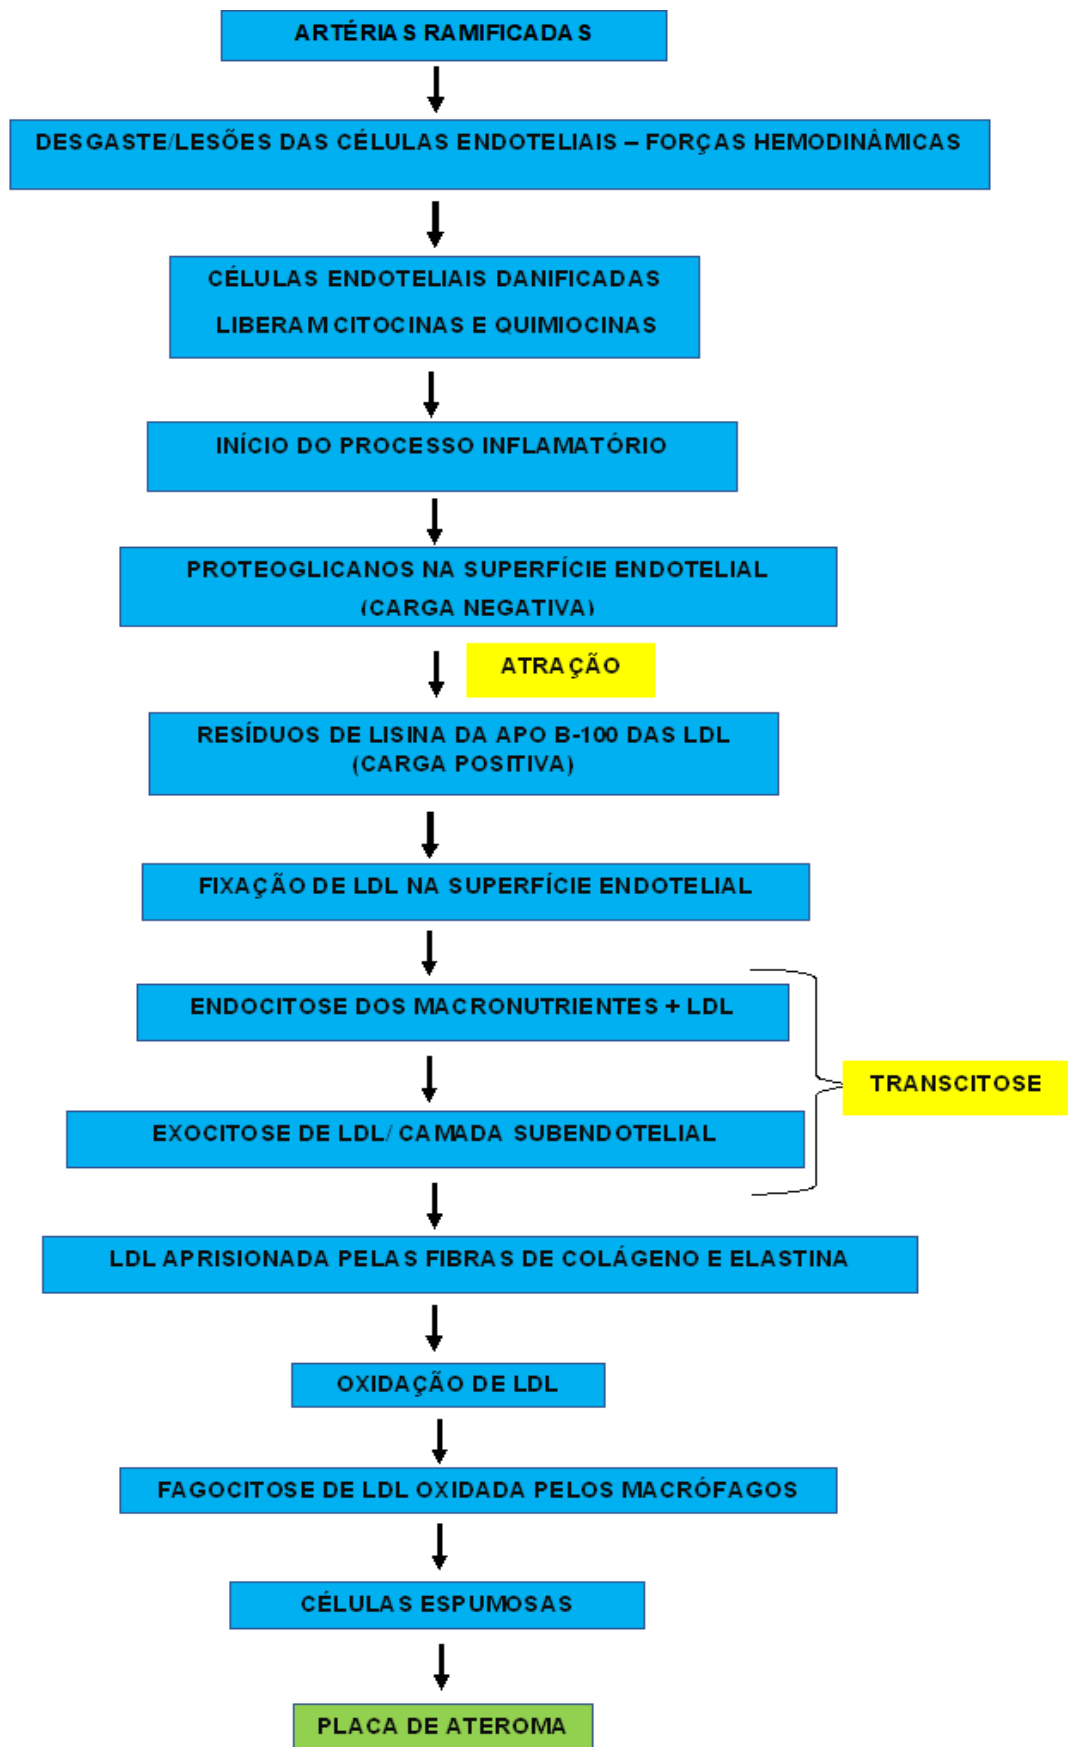 ARTÉRIAS RAMIFICADAS
DESGASTE/LESÕES DAS CÉLULAS ENDOTELIAIS – FORÇAS HEMODINÂMICAS
CÉLULAS ENDOTELIAIS DANIFICADAS
LIBERAM CITOCINAS E QUIMIOCINAS
INÍCIO DO PROCESSO INFLAMATÓRIO
PROTEOGLICANOS NA SUPERFÍCIE ENDOTELIAL
(CARGA NEGATIVA)
ATRAÇÃO
RESÍDUOS DE LISINA DA APO B-100 DAS LDL
(CARGA POSITIVA)
FIXAÇÃO DE LDL NA SUPERFÍCIE ENDOTELIAL
ENDOCITOSE DOS MACRONUTRIENTES + LDL
TRANSCITOSE
EXOCITOSE DE LDL/ CAMADA SUBENDOTELIAL
LDL APRISIONADA PELAS FIBRAS DE COLÁGENO E ELASTINA
OXIDAÇÃO DE LDL
FAGOCITOSE DE LDL OXIDADA PELOS MACRÓFAGOS
CÉLULAS ESPUMOSAS
PLACA DE ATEROMA